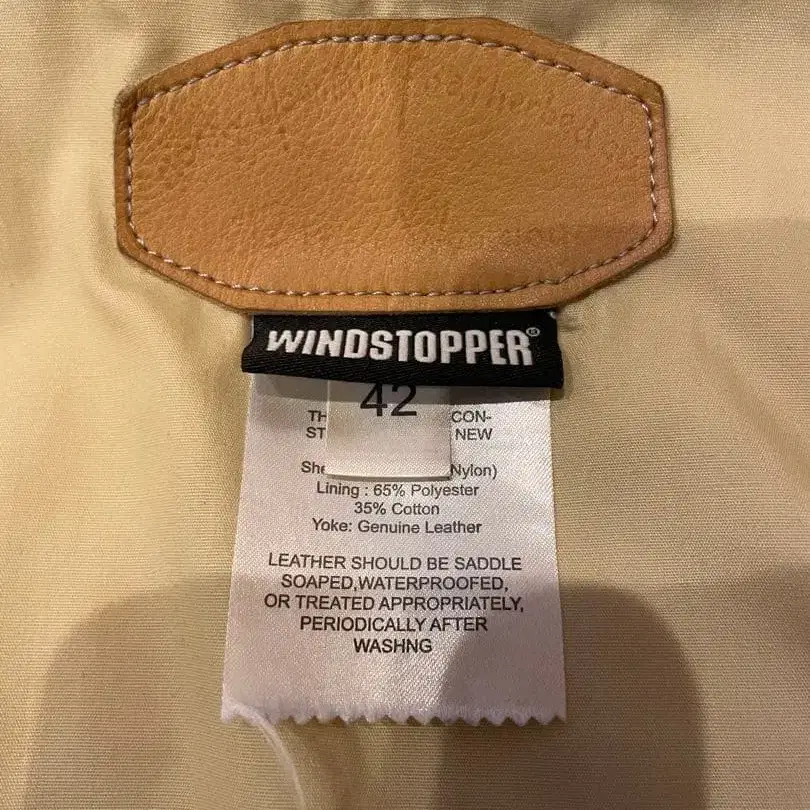 WINDSTOPPER®
42
TH CON-
ST NEW
She Nylon)
Lining : 65% Polyester
35% Cotton
Yoke: Genuine Leather
LEATHER SHOULD BE SADDLE
SOAPED,WATERPROOFED,
OR TREATED APPROPRIATELY,
PERIODICALLY AFTER
WASHNG